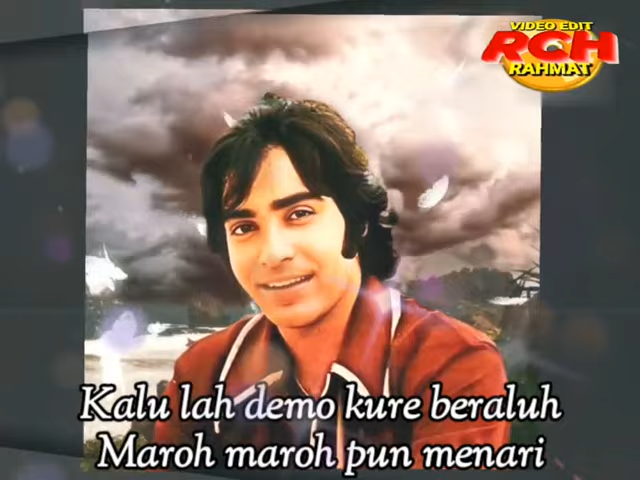 VIDEO EDIT
RCH
RAHMAT
Kalu lah demo kure beraluh
Maroh maroh pun menari